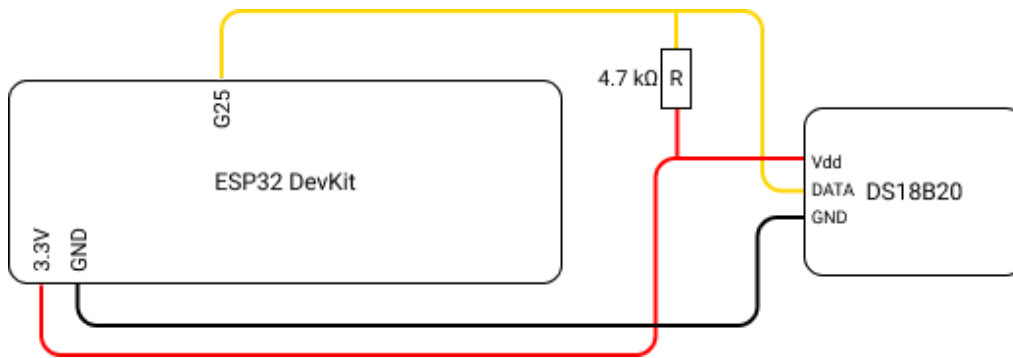 G25
4.7 kΩ
R
ESP32 DevKit
3.3V
GND
Vdd
DATA
GND
DS18B20